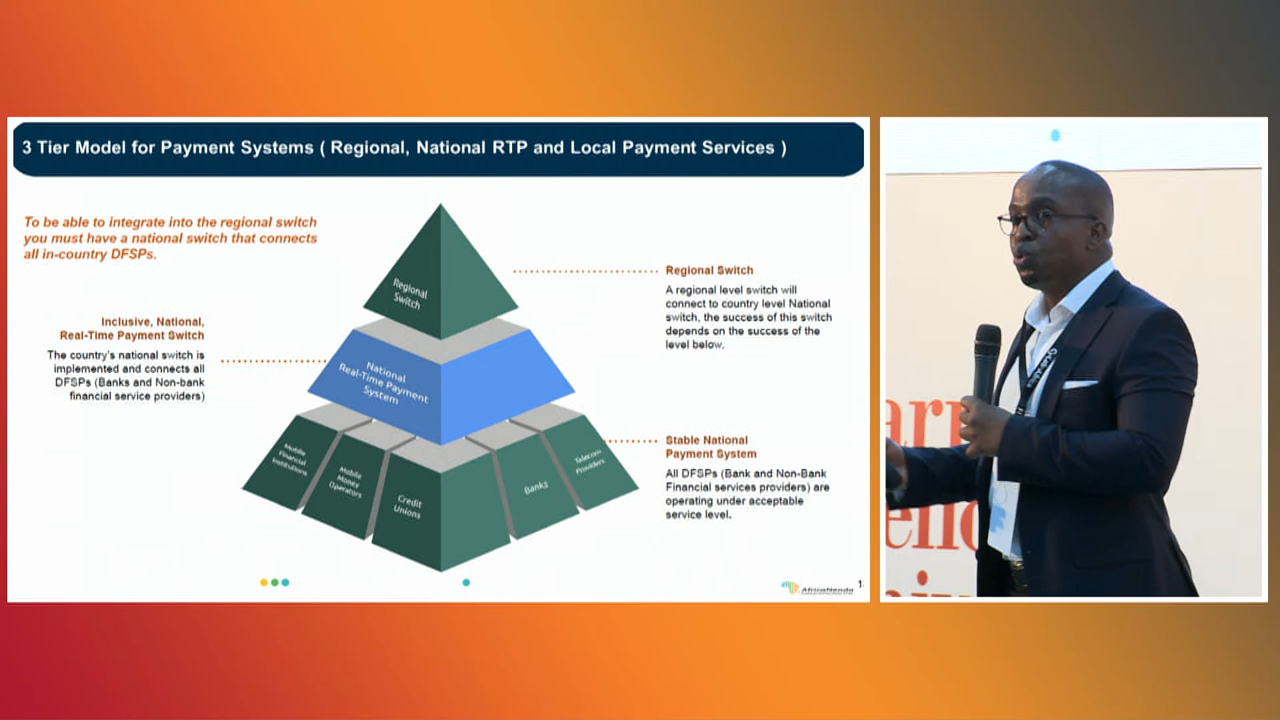 3 Tier Model for Payment Systems ( Regional, National RTP and Local Payment Services )
To be able to integrate into the regional switch
you must have a national switch that connects
all in-country DFSPs.
Inclusive, National,
Real-Time Payment Switch
The country's national switch is
implemented and connects all
DFSPs (Banks and Non-bank
financial service providers)
Regional
Switch
National
Real-Time Payment
System
Mobile
Financial
Institutions
Mobile
Money
Operators
Credit
Unions
Banks
Telecom
Providers
Regional Switch
A regional level switch will
connect to country level National
switch, the success of this switch
depends on the success of the
level below.
Stable National
Payment System
All DFSPs (Bank and Non-Bank
Financial services providers) are
operating under acceptable
service level.
AfricaNenda
1